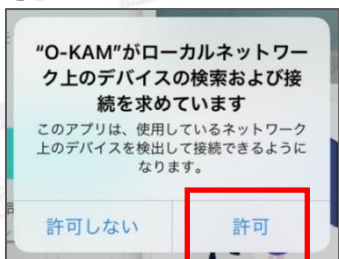 “O-KAM”がローカルネットワー
ク上のデバイスの検索および接
続を求めています
このアプリは、使用しているネットワーク
上のデバイスを検出して接続できるように
なります。
許可しない
許可